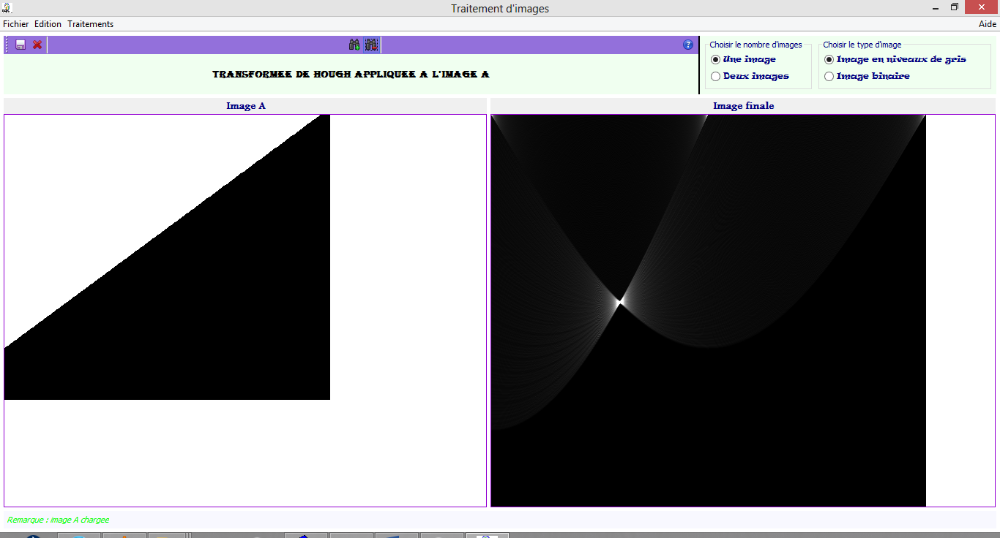 Traitement d'images
Fichier Edition Traitements Aide
Choisir le nombre d'images
Une image
Deux images
Choisir le type d'image
Image en niveaux de gris
Image binaire
TRANSFORMEE DE HOUGH APPLIQUEE A L'IMAGE A
Image A
Image finale
Remarque : image A chargee